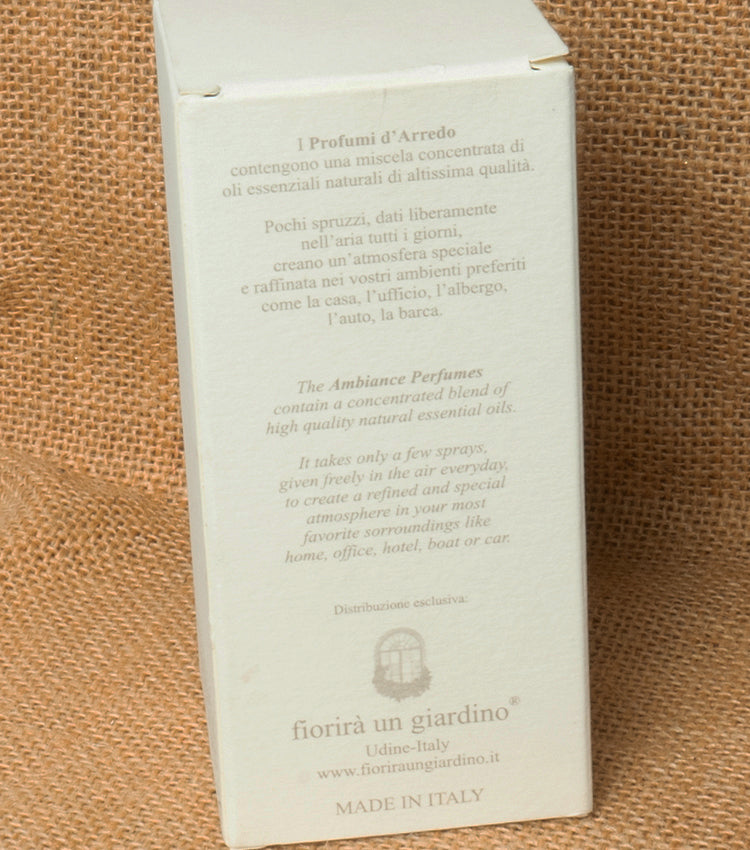 I Profumi d'Arredo
contengono una miscela concentrata di
oli essenziali naturali di altissima qualità.
Pochi spruzzi, dati liberamente
nell'aria tutti i giorni,
creano un'atmosfera speciale
e raffinata nei vostri ambienti preferiti
come la casa, l'ufficio, l'albergo,
l'auto, la barca.
The Ambiance Perfumes
contain a concentrated blend of
high quality natural essential oils.
It takes only a few sprays,
given freely in the air everyday,
to create a refined and special
atmosphere in your most
favorite sorroundings like
home, office, hotel, boat or car.
Distribuzione esclusiva:
fiorirà un giardino®
Udine-Italy
www.fioriraungiardino.it
MADE IN ITALY